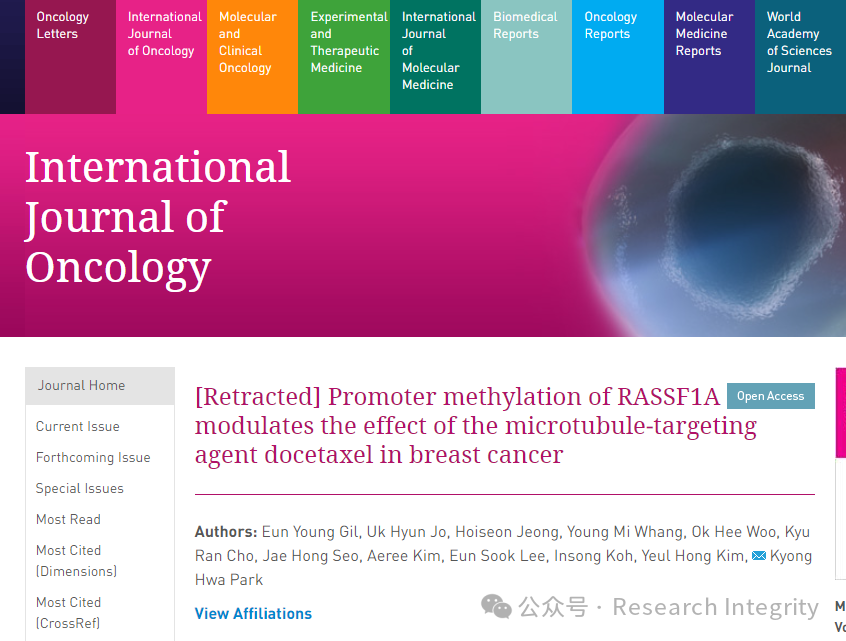 Oncology
Letters
International
Journal
of Oncology
Molecular
and
Clinical
Oncology
Experimental
and
Therapeutic
Medicine
International
Journal
of
Molecular
Medicine
Biomedical
Reports
Oncology
Reports
Molecular
Medicine
Reports
World
Academy
of Sciences
Journal
International
Journal of
Oncology
Journal Home
Current Issue
Forthcoming Issue
Special Issues
Most Read
Most Cited
(Dimensions)
Most Cited
(CrossRef)
[Retracted] Promoter methylation of RASSF1A
Open Access
modulates the effect of the microtubule-targeting
agent docetaxel in breast cancer
Authors: Eun Young Gil, Uk Hyun Jo, Hoiseon Jeong, Young Mi Whang, Ok Hee Woo, Kyu
Ran Cho, Jae Hong Seo, Aeree Kim, Eun Sook Lee, Insong Koh, Yeul Hong Kim, Kyong
Hwa Park
View Affiliations
公众号 · Research Integrity